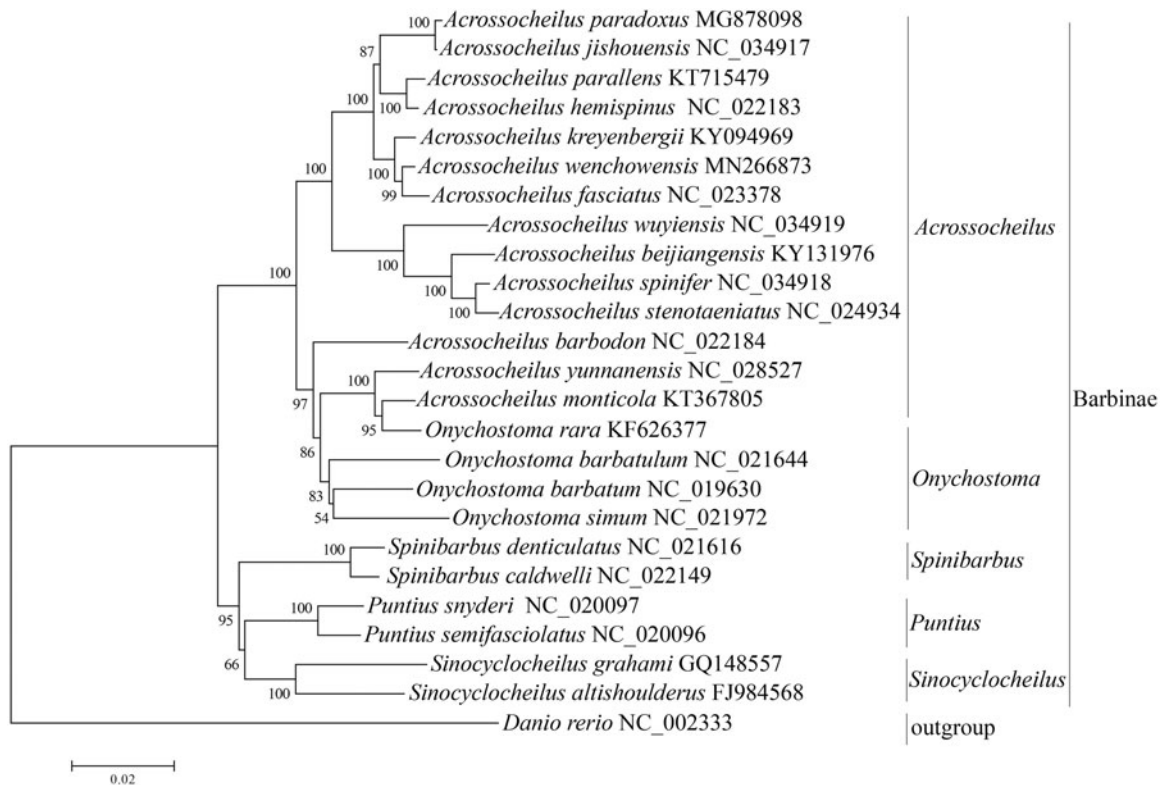 Acrossocheilus paradoxus MG878098
Acrossocheilus jishouensis NC_034917
Acrossocheilus parallens KT715479
Acrossocheilus hemispinus NC_022183
Acrossocheilus kreyenbergii KY094969
Acrossocheilus wenchowensis MN266873
Acrossocheilus fasciatus NC_023378
Acrossocheilus wuyiensis NC_034919
Acrossocheilus beijiangensis KY131976
Acrossocheilus spinifer NC_034918
Acrossocheilus stenotaeniatus NC_024934
Acrossocheilus barbodon NC_022184
Acrossocheilus yunnanensis NC_028527
Acrossocheilus monticola KT367805
Onychostoma rara KF626377
Onychostoma barbatulum NC_021644
Onychostoma barbatum NC_019630
Onychostoma simum NC_021972
Spinibarbus denticulatus NC_021616
Spinibarbus caldwelli NC_022149
Puntius snyderi NC_020097
Puntius semifasciolatus NC_020096
Sinocyclocheilus grahami GQ148557
Sinocyclocheilus altishoulderus FJ984568
Danio rerio NC_002333
100
87
100
100
100
99
100
100
100
100
100
97
100
95
86
83
54
100
95
100
66
100
0.02
Acrossocheilus
Onychostoma
Spinibarbus
Puntius
Sinocyclocheilus
outgroup
Barbinae